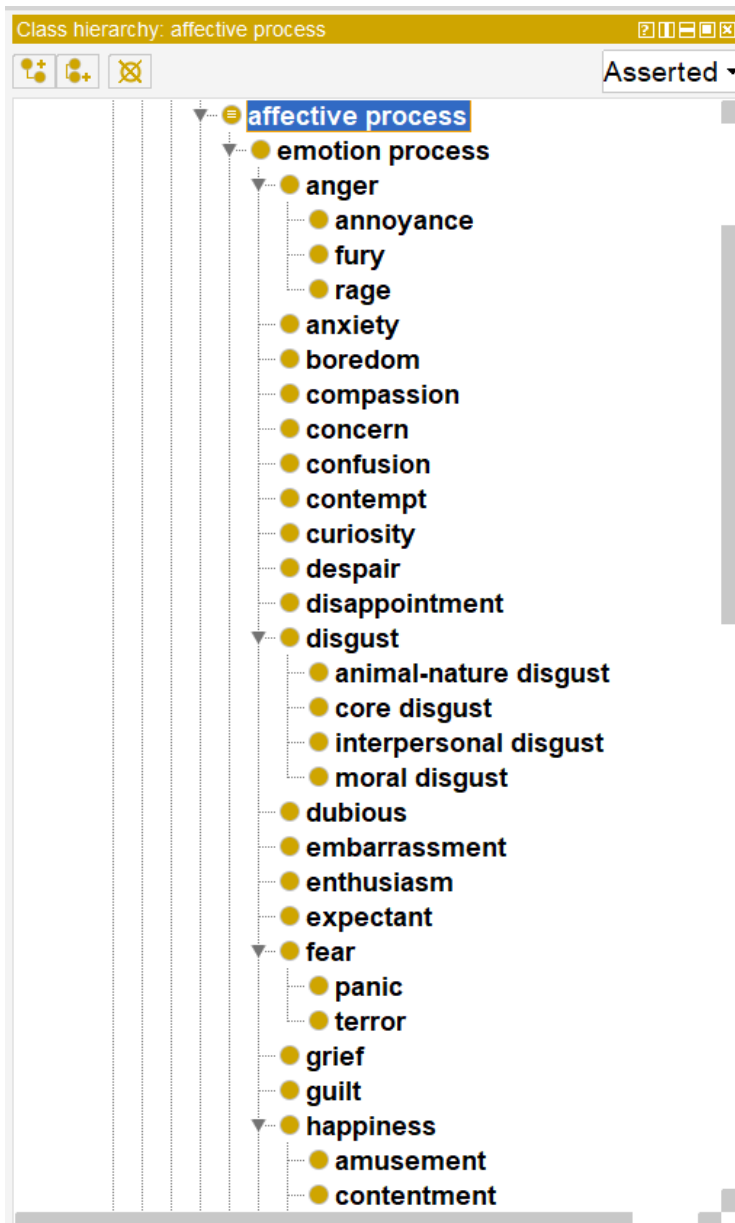 Class hierarchy: affective process
Asserted
affective process
emotion process
anger
annoyance
fury
rage
anxiety
boredom
compassion
concern
confusion
contempt
curiosity
despair
disappointment
disgust
animal-nature disgust
core disgust
interpersonal disgust
moral disgust
dubious
embarrassment
enthusiasm
expectant
fear
panic
terror
grief
guilt
happiness
amusement
contentment